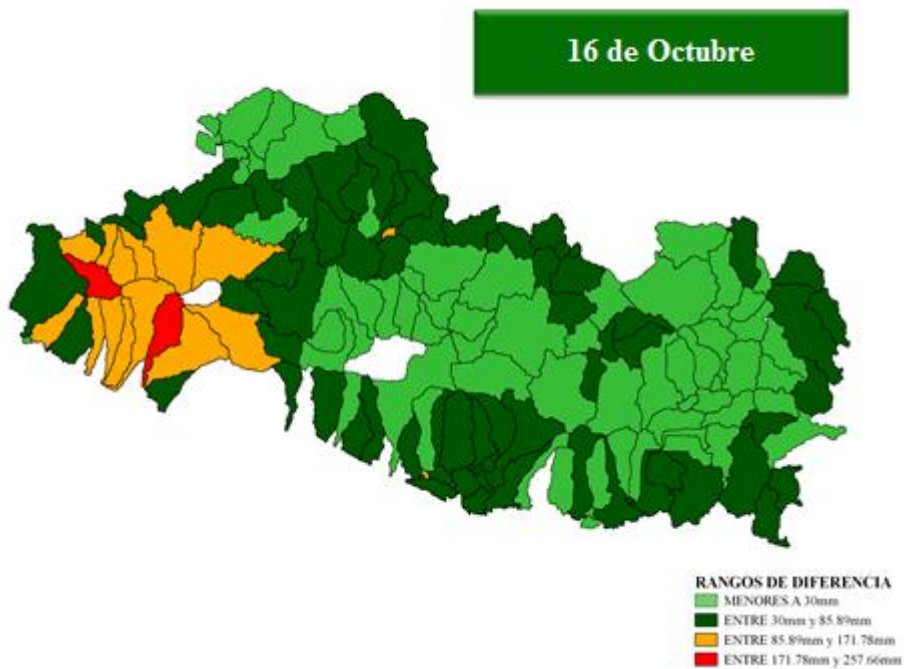 16 de Octubre
RANGOS DE DIFERENCIA
MENORES A 30mm
ENTRE 30mm y 85.89mm
ENTRE 85.89mm y 171.78mm
ENTRE 171.78mm y 257.66mm